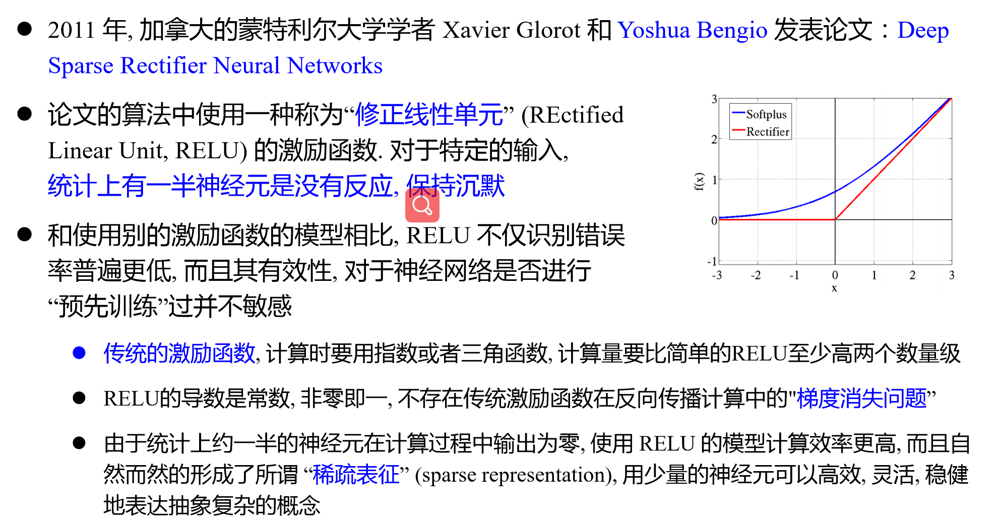 2011 年, 加拿大的蒙特利尔大学学者 Xavier Glorot 和 Yoshua Bengio 发表论文：Deep
Sparse Rectifier Neural Networks
论文的算法中使用一种称为“修正线性单元” (REctified
Linear Unit, RELU) 的激励函数. 对于特定的输入,
统计上有一半神经元是没有反应, 保持沉默
和使用别的激励函数的模型相比, RELU 不仅识别错误
率普遍更低, 而且其有效性, 对于神经网络是否进行
“预先训练”过并不敏感
3
Softplus
Rectifier
2
1
0
-1
f(x)
-3 -2 -1 0 1 2 3
x
传统的激励函数, 计算时要用指数或者三角函数, 计算量要比简单的RELU至少高两个数量级
RELU的导数是常数, 非零即一, 不存在传统激励函数在反向传播计算中的"梯度消失问题”
由于统计上约一半的神经元在计算过程中输出为零, 使用 RELU 的模型计算效率更高, 而且自
然而然的形成了所谓 “稀疏表征” (sparse representation), 用少量的神经元可以高效, 灵活, 稳健
地表达抽象复杂的概念